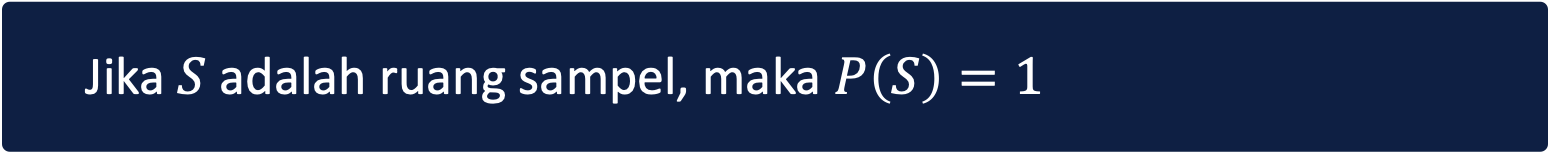 Jika S adalah ruang sampel, maka P(S) = 1